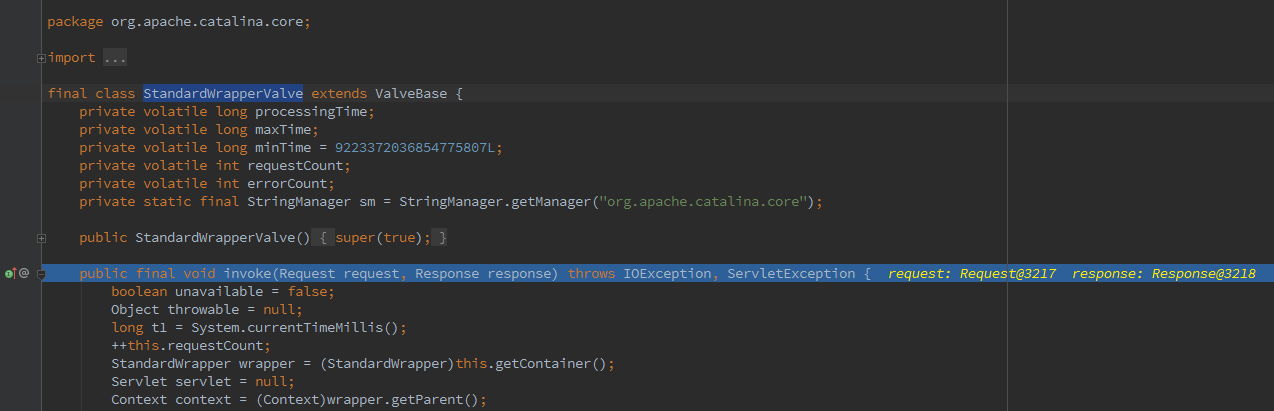 package org.apache.catalina.core;
import ...
final class StandardWrapperValve extends ValveBase {
private volatile long processingTime;
private volatile long maxTime;
private volatile long minTime = 9223372036854775807L;
private volatile int requestCount;
private volatile int errorCount;
private static final StringManager sm = StringManager.getManager("org.apache.catalina.core");
public StandardWrapperValve() { super(true); }
public final void invoke(Request request, Response response) throws IOException, ServletException {  request: Request@3217  response: Response@3218
boolean unavailable = false;
Object throwable = null;
long t1 = System.currentTimeMillis();
++this.requestCount;
StandardWrapper wrapper = (StandardWrapper)this.getContainer();
Servlet servlet = null;
Context context = (Context)wrapper.getParent();